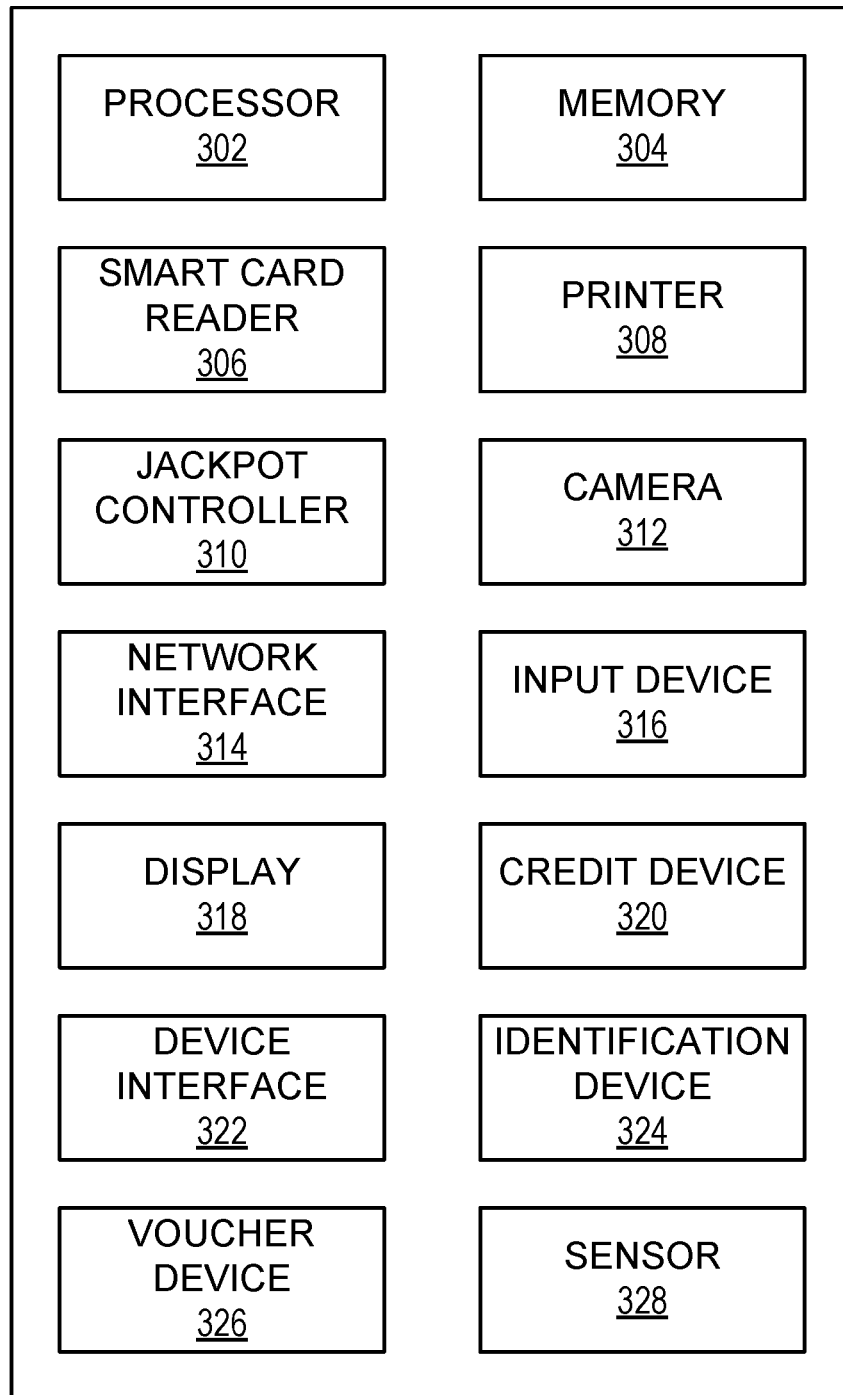 PROCESSOR
302
MEMORY
304
SMART CARD
READER
306
PRINTER
308
JACKPOT
CONTROLLER
310
CAMERA
312
NETWORK
INTERFACE
314
INPUT DEVICE
316
DISPLAY
318
CREDIT DEVICE
320
DEVICE
INTERFACE
322
IDENTIFICATION
DEVICE
324
VOUCHER
DEVICE
326
SENSOR
328